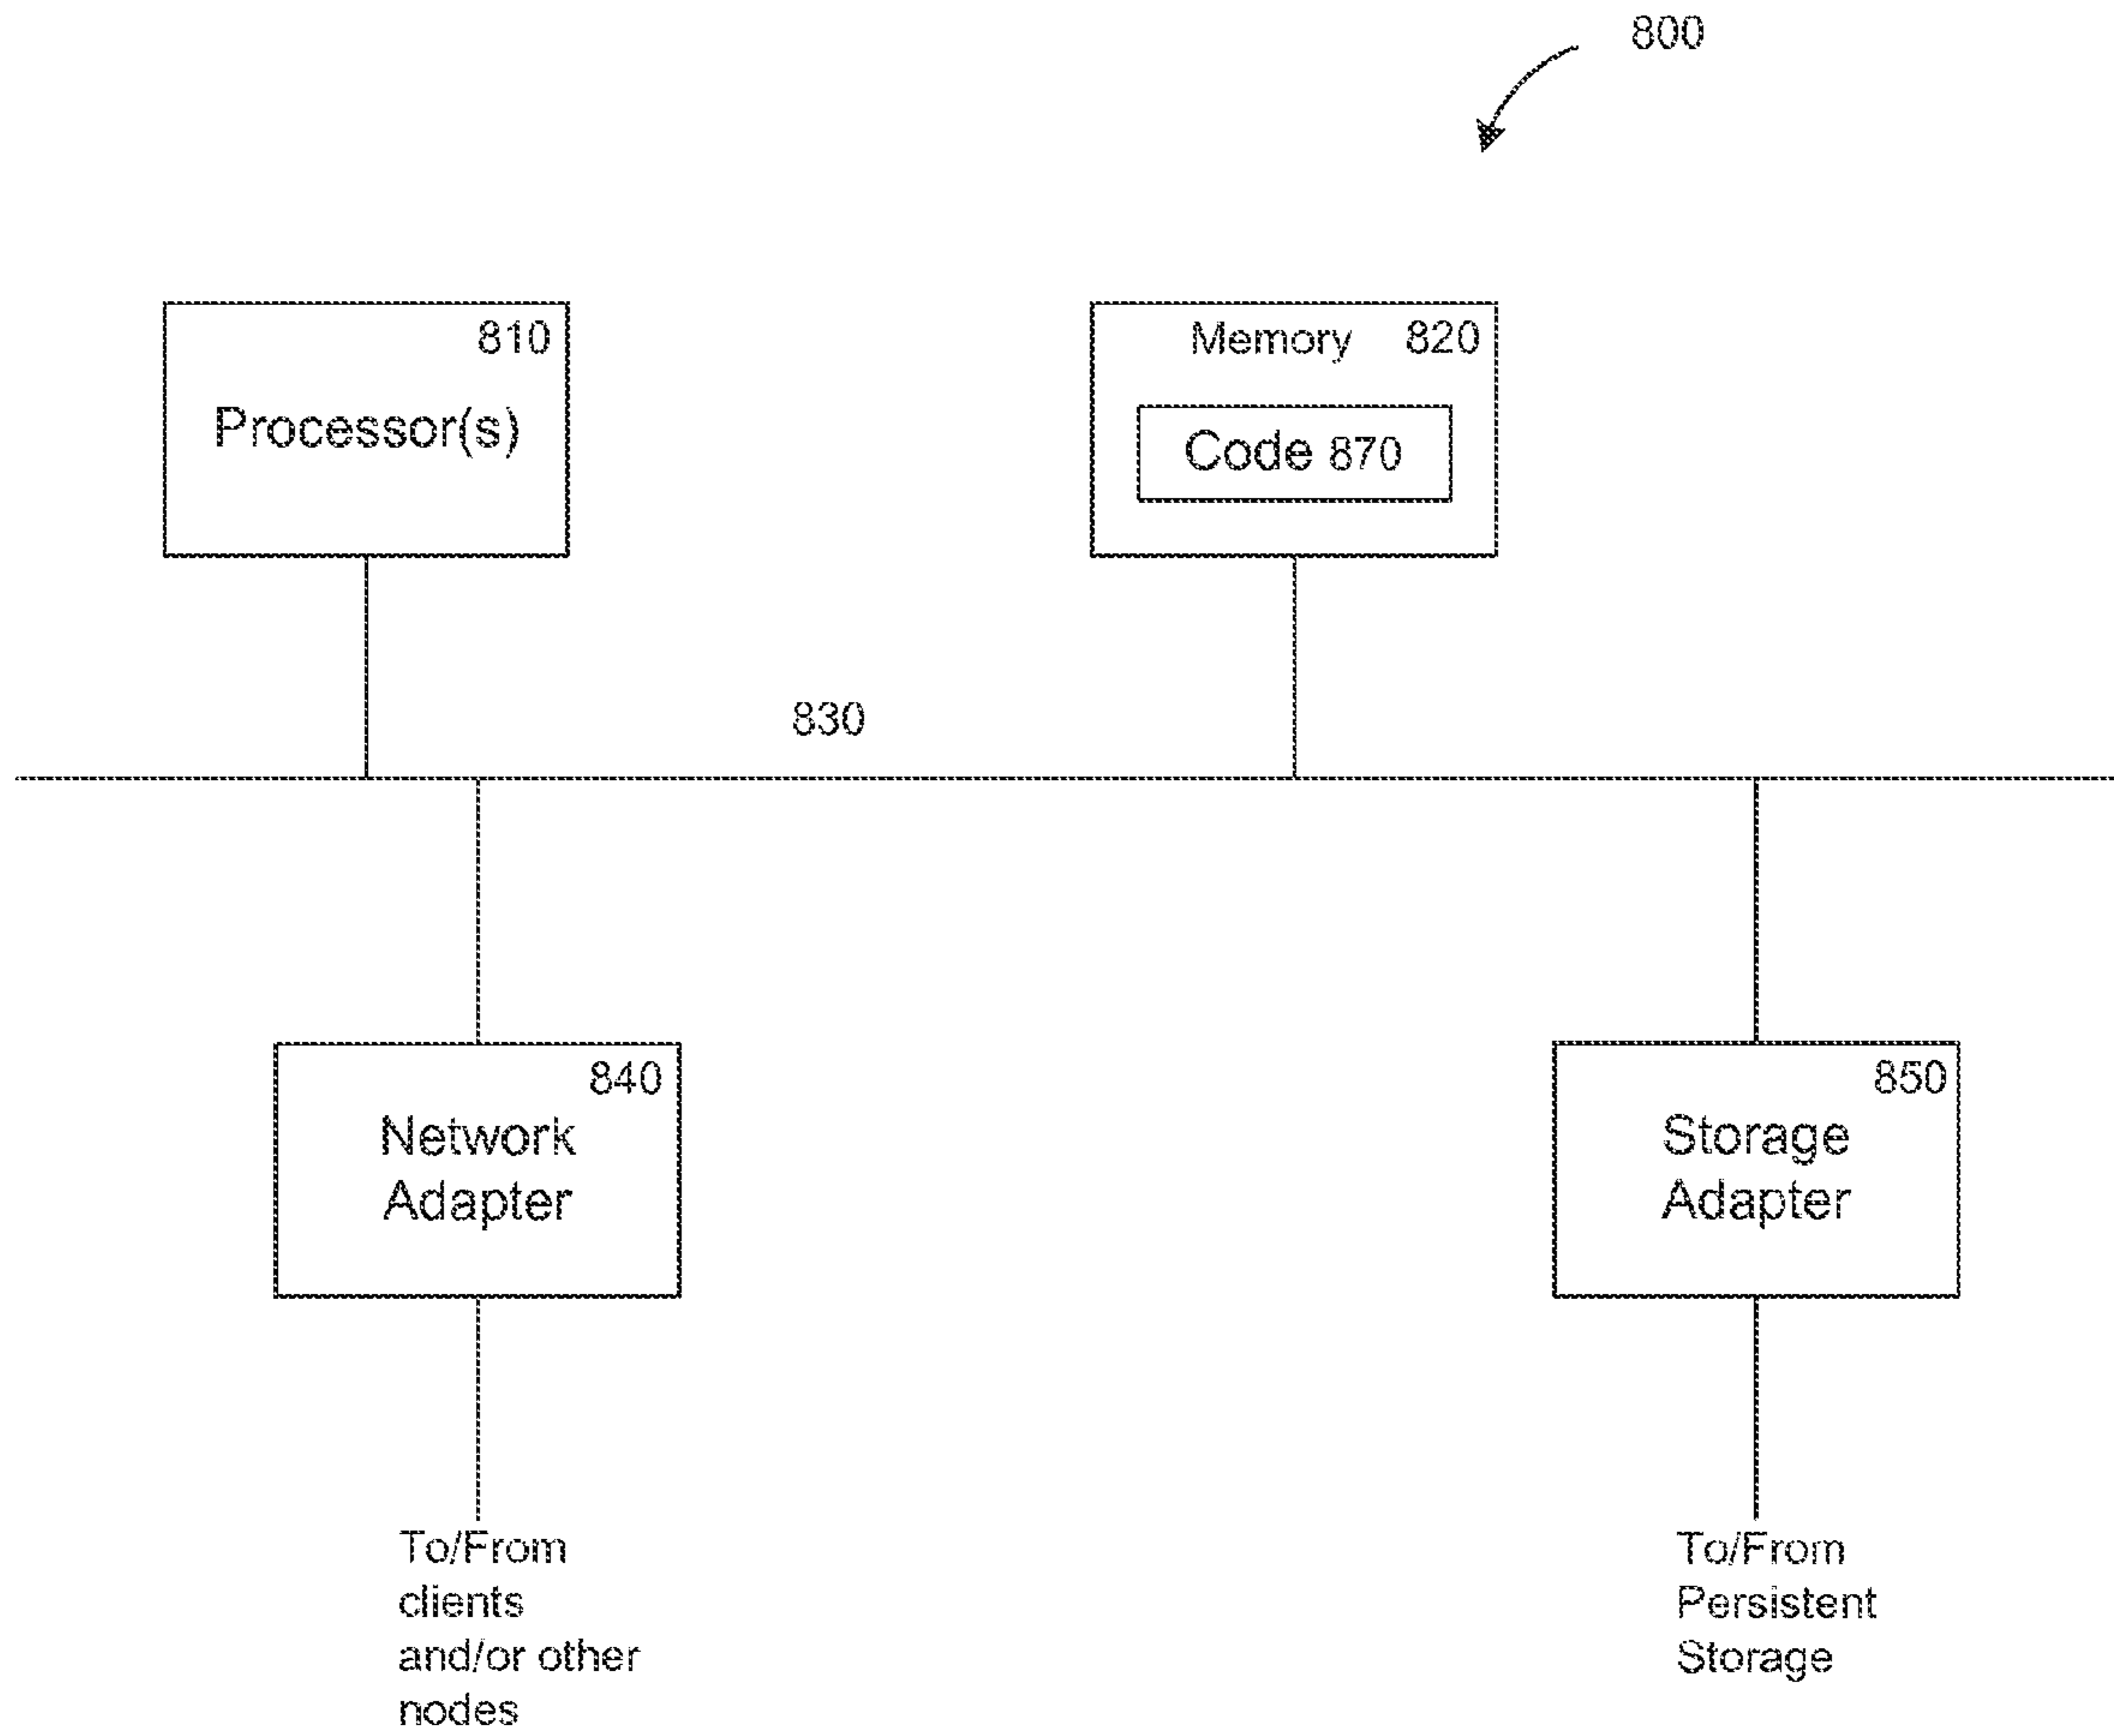 800
810
Processor(s)
Memory 820
Code 870
830
840
Network
Adapter
850
Storage
Adapter
To/From
clients
and/or other
nodes
To/From
Persistent
Storage